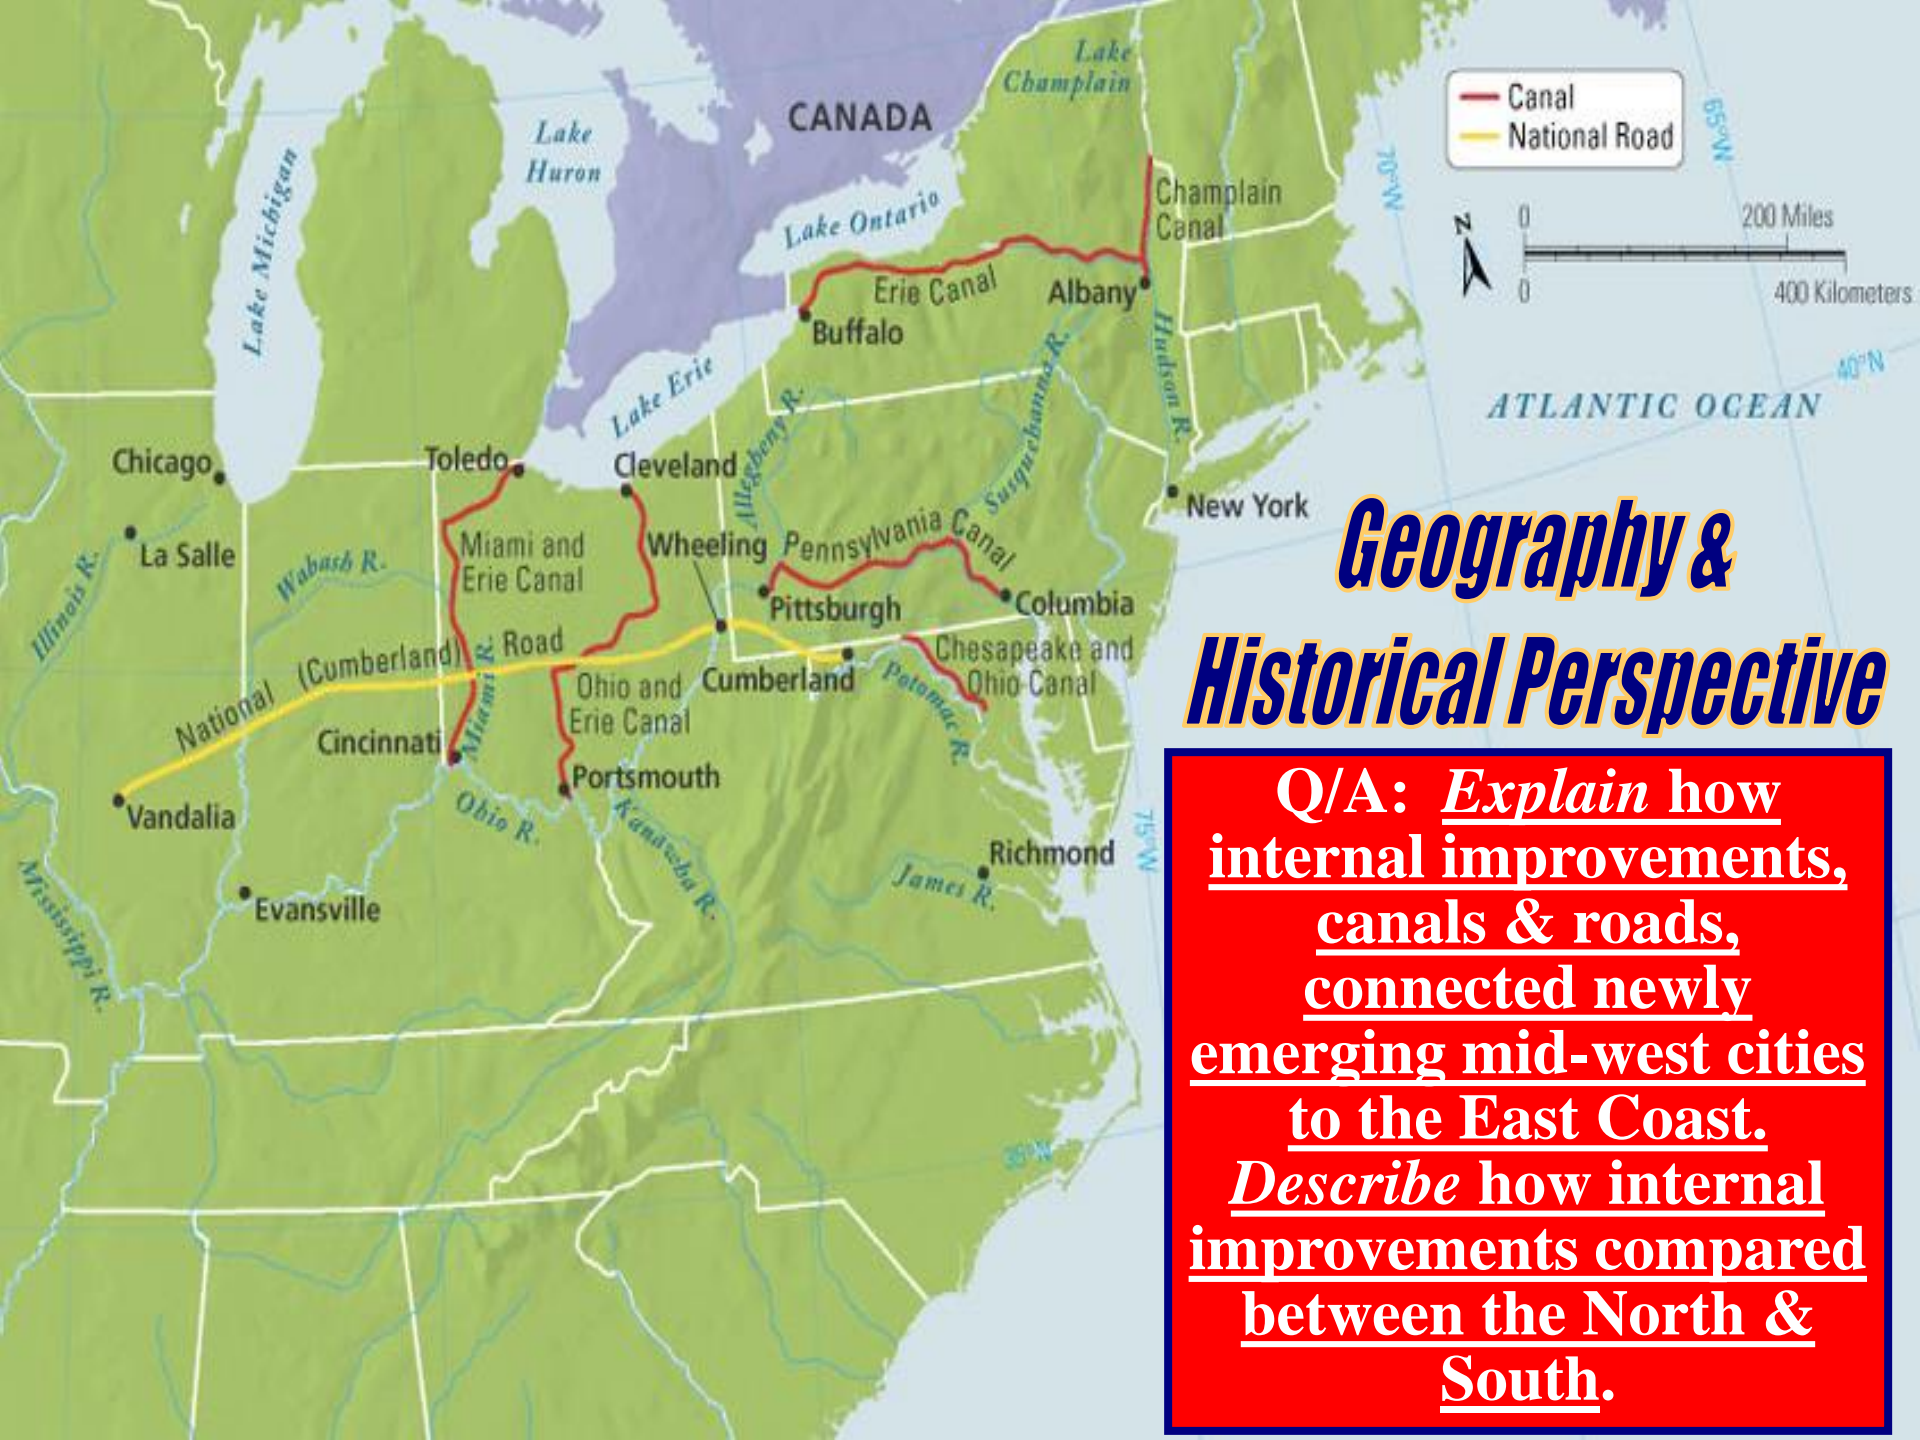 Lake
Champlain
CANADA
Lake
Huron
Lake Michigan
Lake Ontario
Champlain
Canal
Erie Canal
Albany
Buffalo
Hudson R.
Lake Erie
Allegheny R.
Susquehanna R.
Canal
National Road
0
200 Miles
0
400 Kilometers
N
70°W
65°W
40°N
ATLANTIC OCEAN
Chicago
Toledo
Cleveland
New York
La Salle
Illinois R.
Wabash R.
Miami and
Erie Canal
Wheeling
Pennsylvania Canal
Pittsburgh
Columbia
National (Cumberland) Road
Miami R.
Chesapeake and
Ohio Canal
Ohio and
Erie Canal
Cumberland
Potomac R.
Cincinnati
Portsmouth
Vandalia
Ohio R.
Kanawha R.
Richmond
James R.
75°W
Evansville
Mississippi R.
35°N
Geography &
Historical Perspective
Q/A: Explain how
internal improvements,
canals & roads,
connected newly
emerging mid-west cities
to the East Coast.
Describe how internal
improvements compared
between the North &
South.